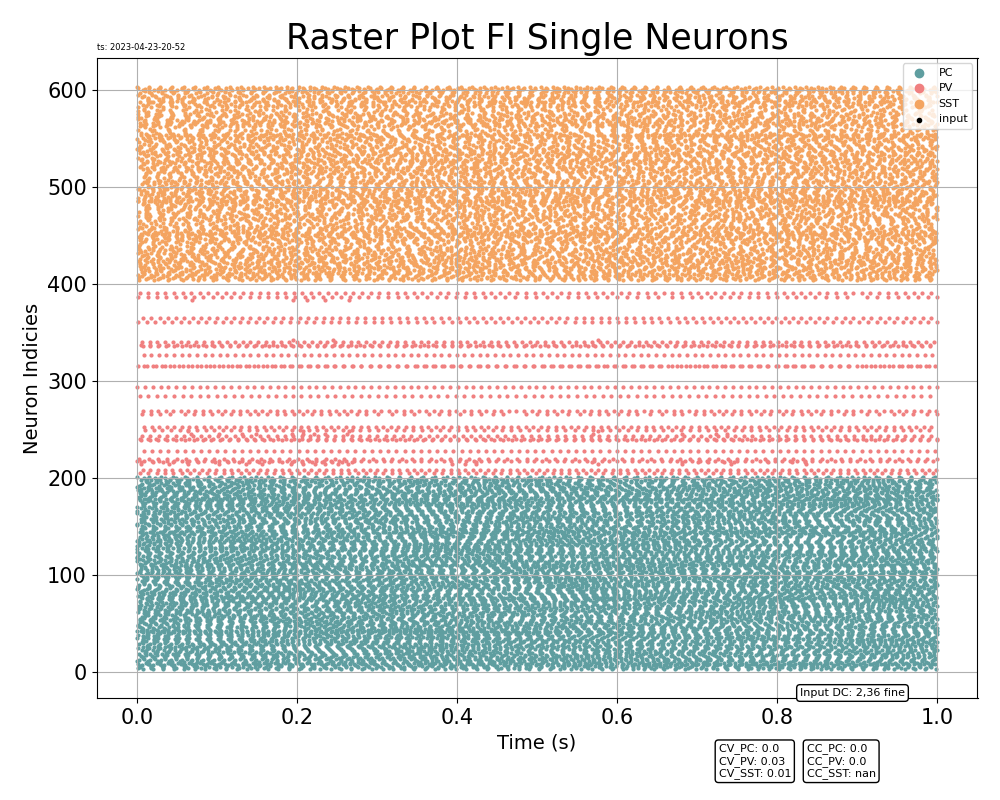 Raster Plot FI Single Neurons
ts: 2023-04-23-20-52
PC
PV
SST
input
600
500
400
300
200
100
0
Neuron Indicies
0.0 0.2 0.4 0.6 0.8 1.0
Time (s)
Input DC: 2,36 fine
CV_PC: 0.0
CV_PV: 0.03
CV_SST: 0.01
CC_PC: 0.0
CC_PV: 0.0
CC_SST: nan